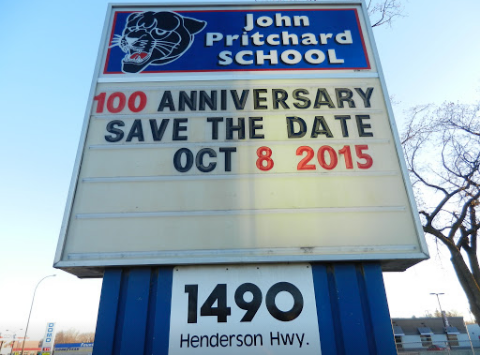 John
Pritchard
SCHOOL
100 ANNIVERSARY
SAVE THE DATE
OCT 8 2015
1490
Henderson Hwy.